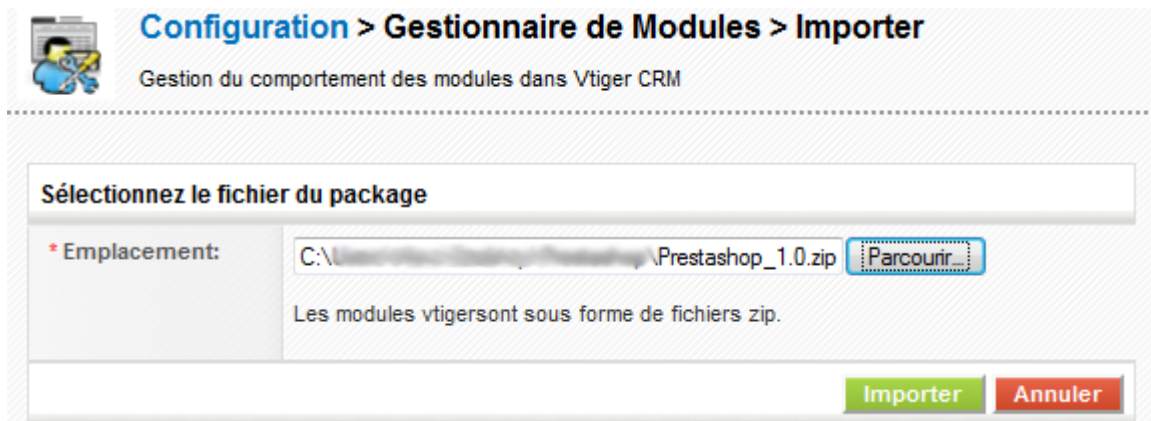 Configuration > Gestionnaire de Modules > Importer
Gestion du comportement des modules dans Vtiger CRM
Sélectionnez le fichier du package
* Emplacement:
C:\ \Prestashop_1.0.zip Parcourir...
Les modules vtigersont sous forme de fichiers zip.
Importer Annuler